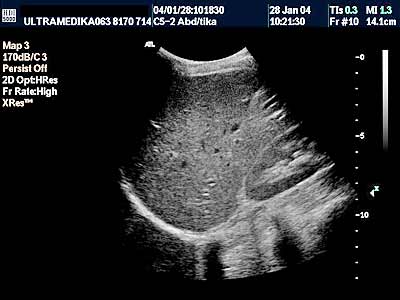 ULTRAMEDIKA063 8170 714
04/01/28:101830
C5-2 Abd/tika
28 Jan 04
10:21:30
TIs 0.3 MI 1.3
Fr #10 14.1cm
Map 3
170dB/C 3
Persist Off
2D Opt:HRes
Fr Rate:High
XRes™
ATL
0
5
10